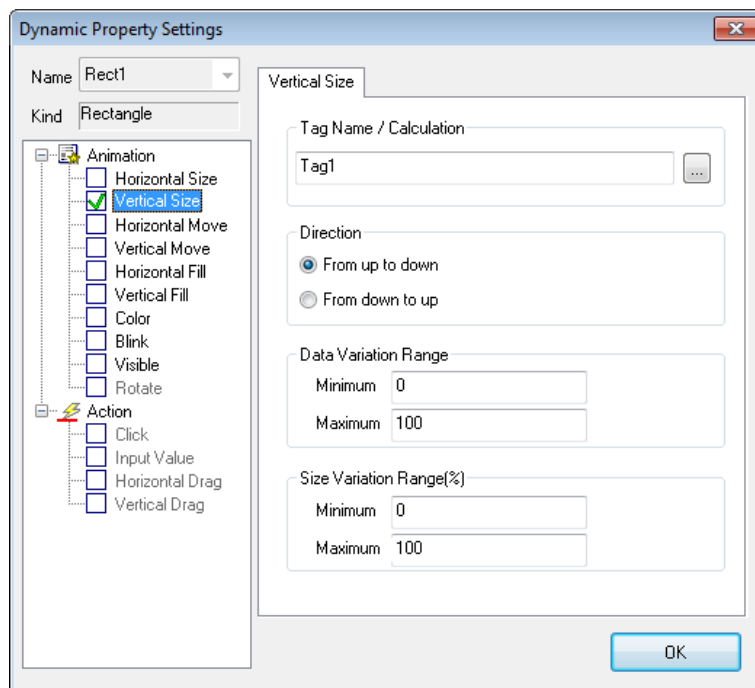 Dynamic Property Settings
Name Rect1
Kind Rectangle
Animation
Horizontal Size
Vertical Size
Horizontal Move
Vertical Move
Horizontal Fill
Vertical Fill
Color
Blink
Visible
Rotate
Action
Click
Input Value
Horizontal Drag
Vertical Drag
Vertical Size
Tag Name / Calculation
Tag1
...
Direction
From up to down
From down to up
Data Variation Range
Minimum 0
Maximum 100
Size Variation Range(%)
Minimum 0
Maximum 100
OK